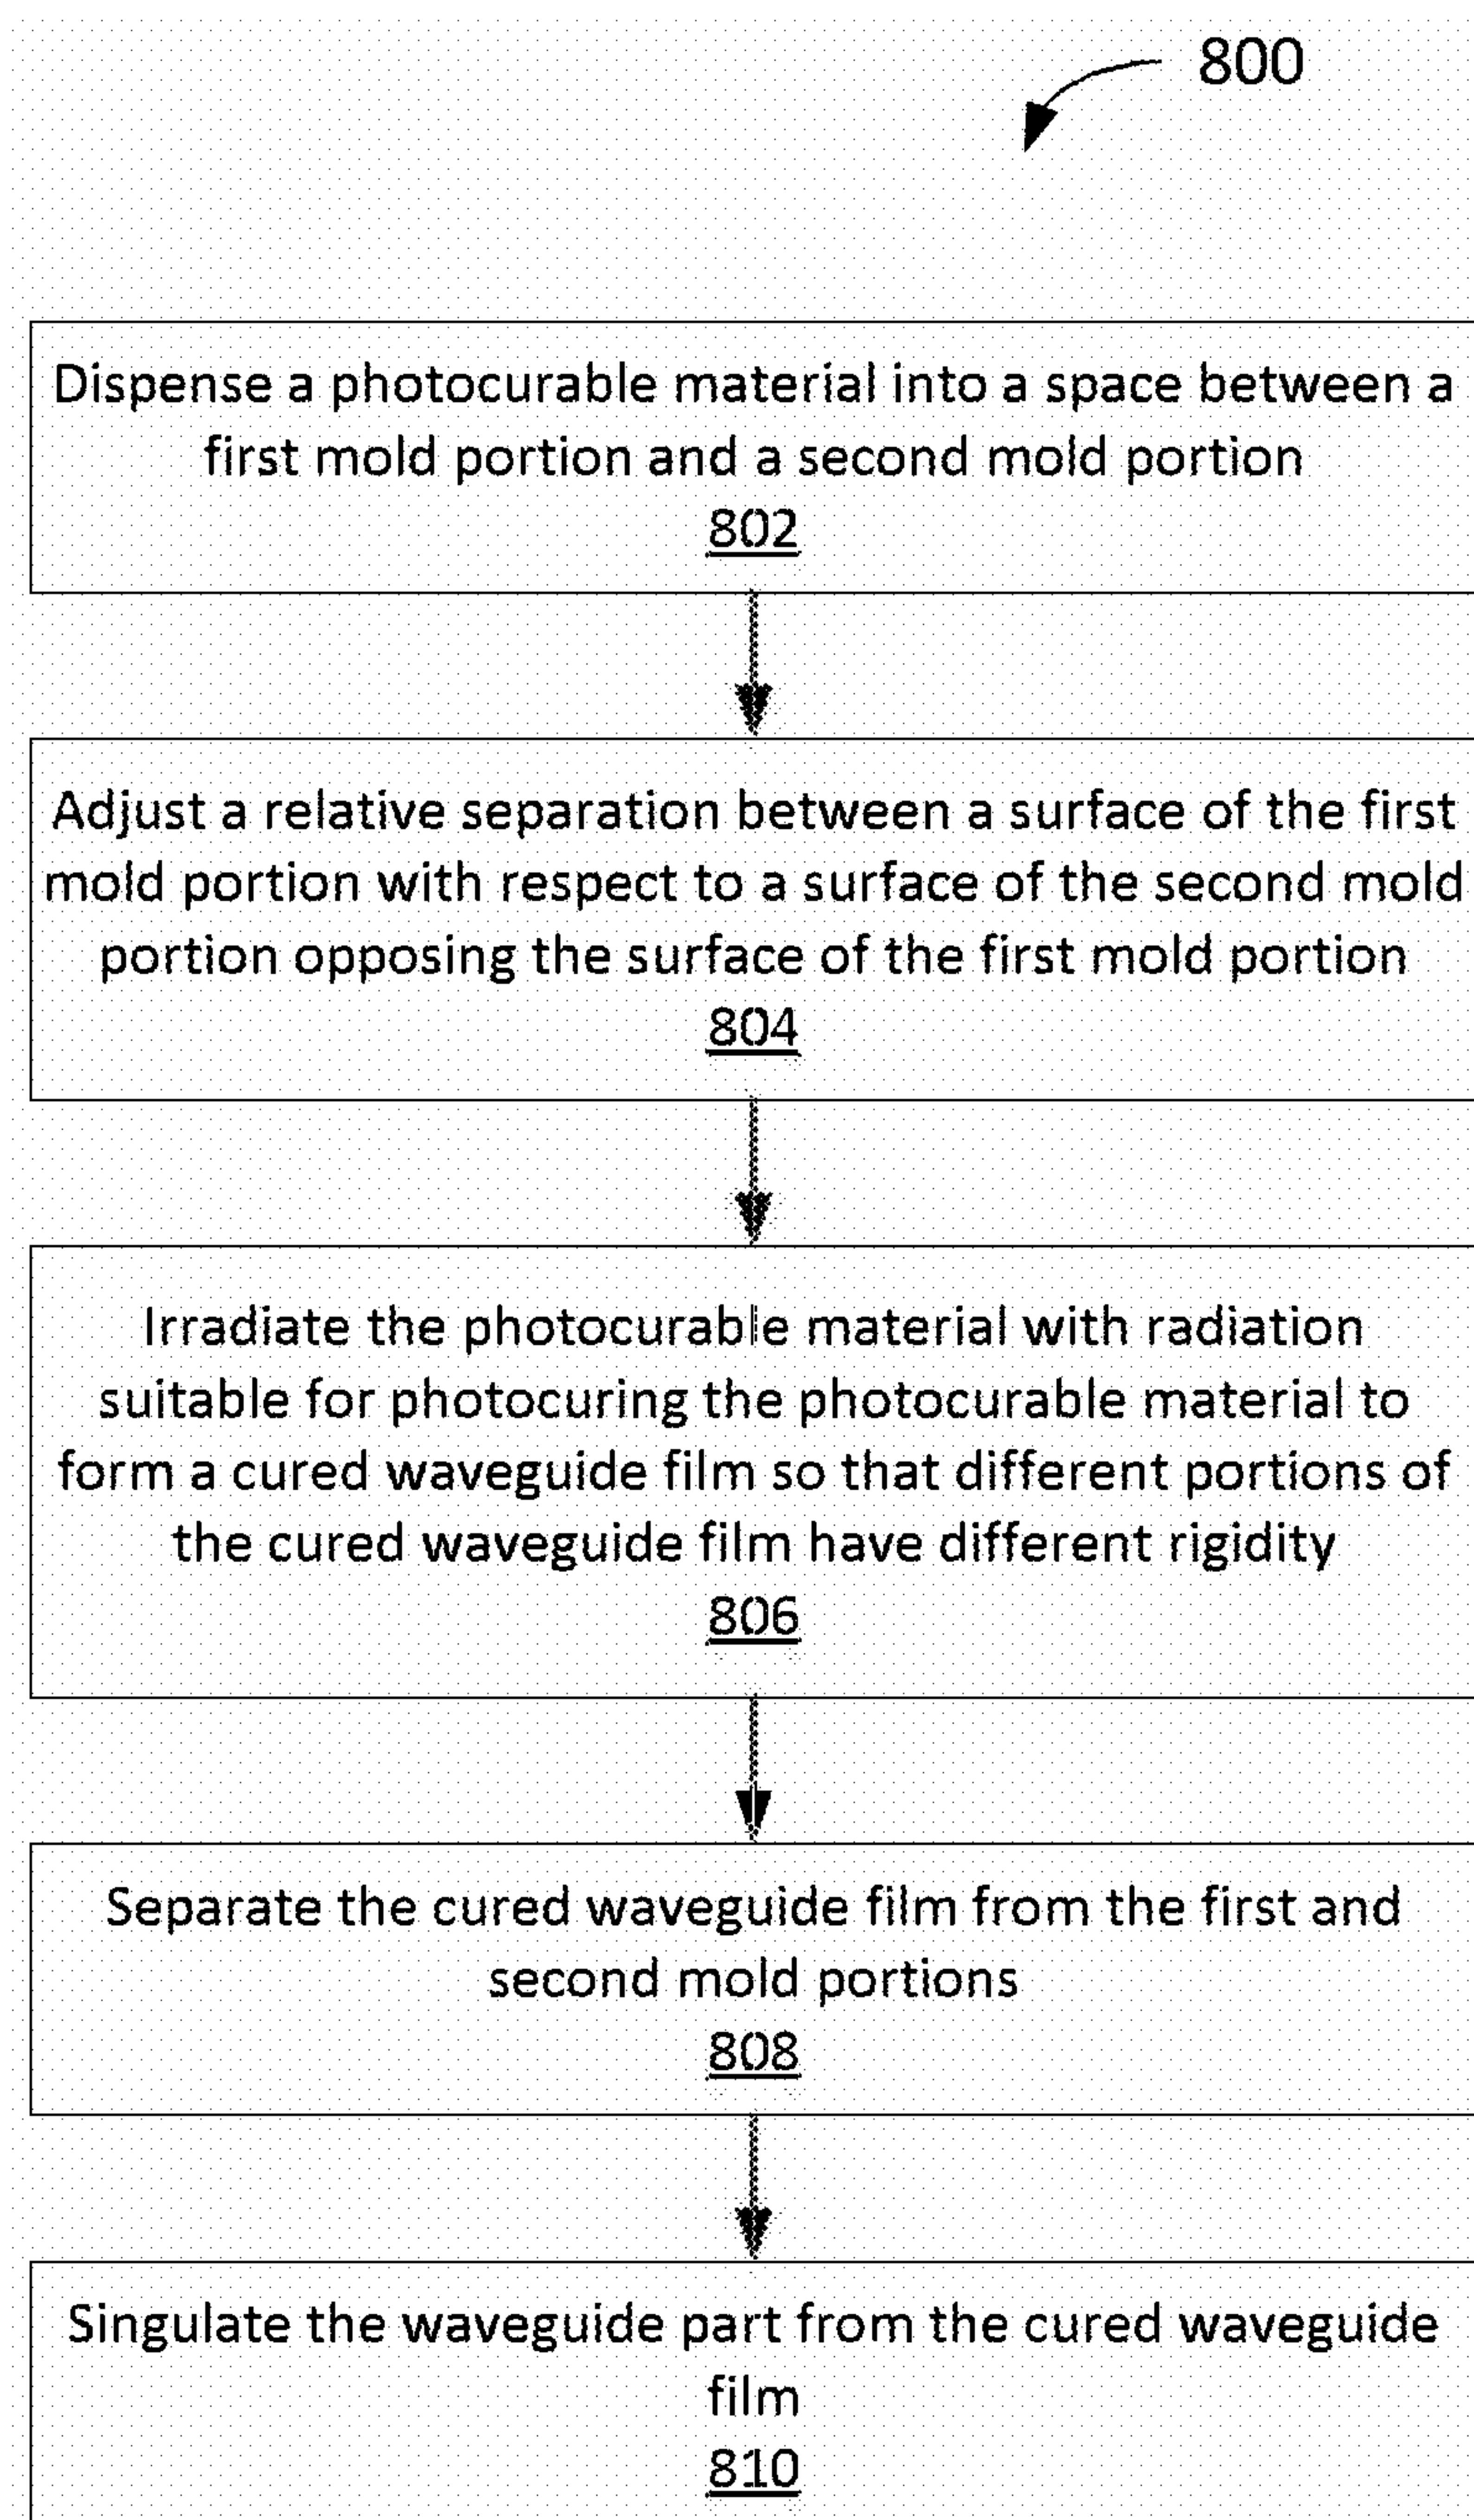 800
Dispense a photocurable material into a space between a
first mold portion and a second mold portion
802
Adjust a relative separation between a surface of the first
mold portion with respect to a surface of the second mold
portion opposing the surface of the first mold portion
804
Irradiate the photocurable material with radiation
suitable for photocuring the photocurable material to
form a cured waveguide film so that different portions of
the cured waveguide film have different rigidity
806
Separate the cured waveguide film from the first and
second mold portions
808
Singulate the waveguide part from the cured waveguide
film
810